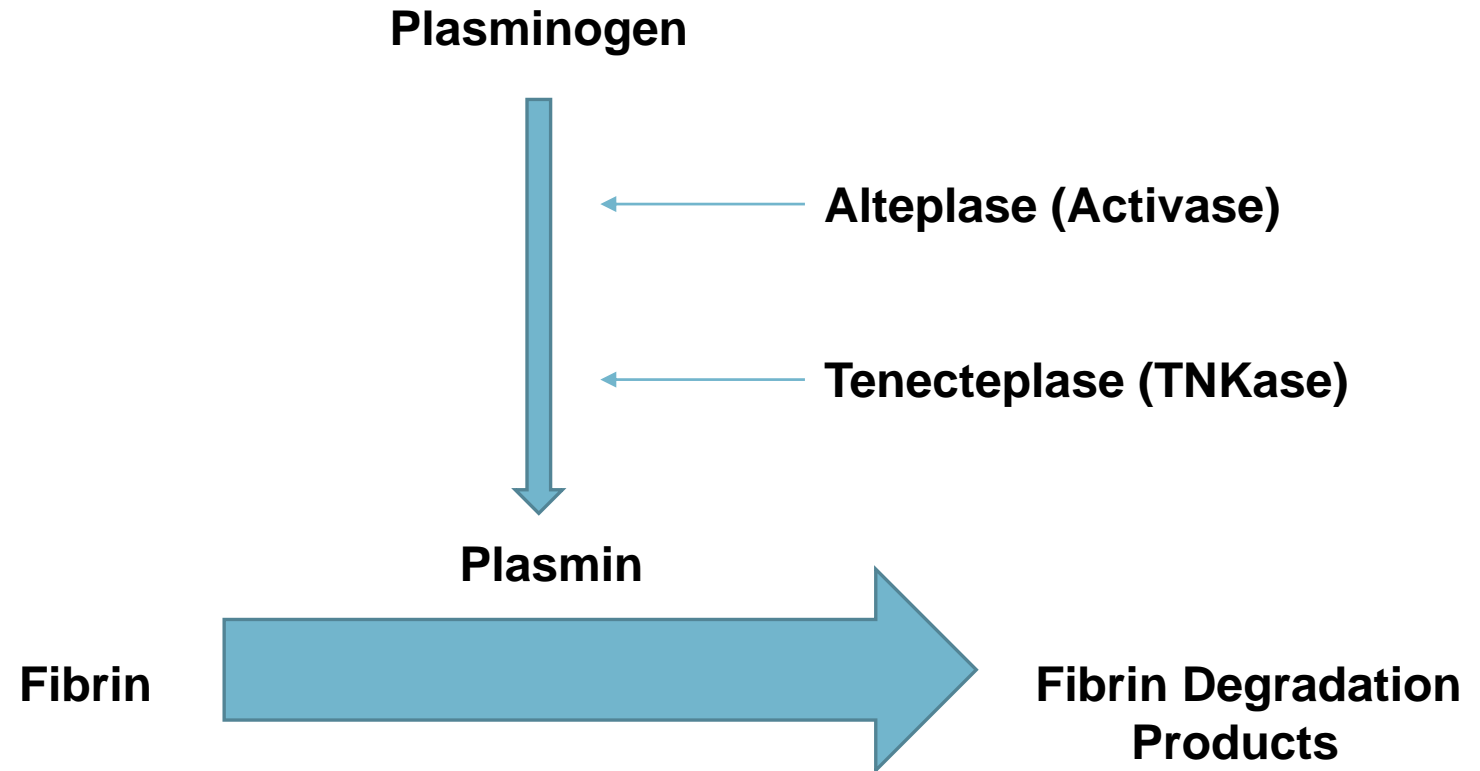 Plasminogen
Alteplase (Activase)
Tenecteplase (TNKase)
Plasmin
Fibrin
Fibrin Degradation
Products